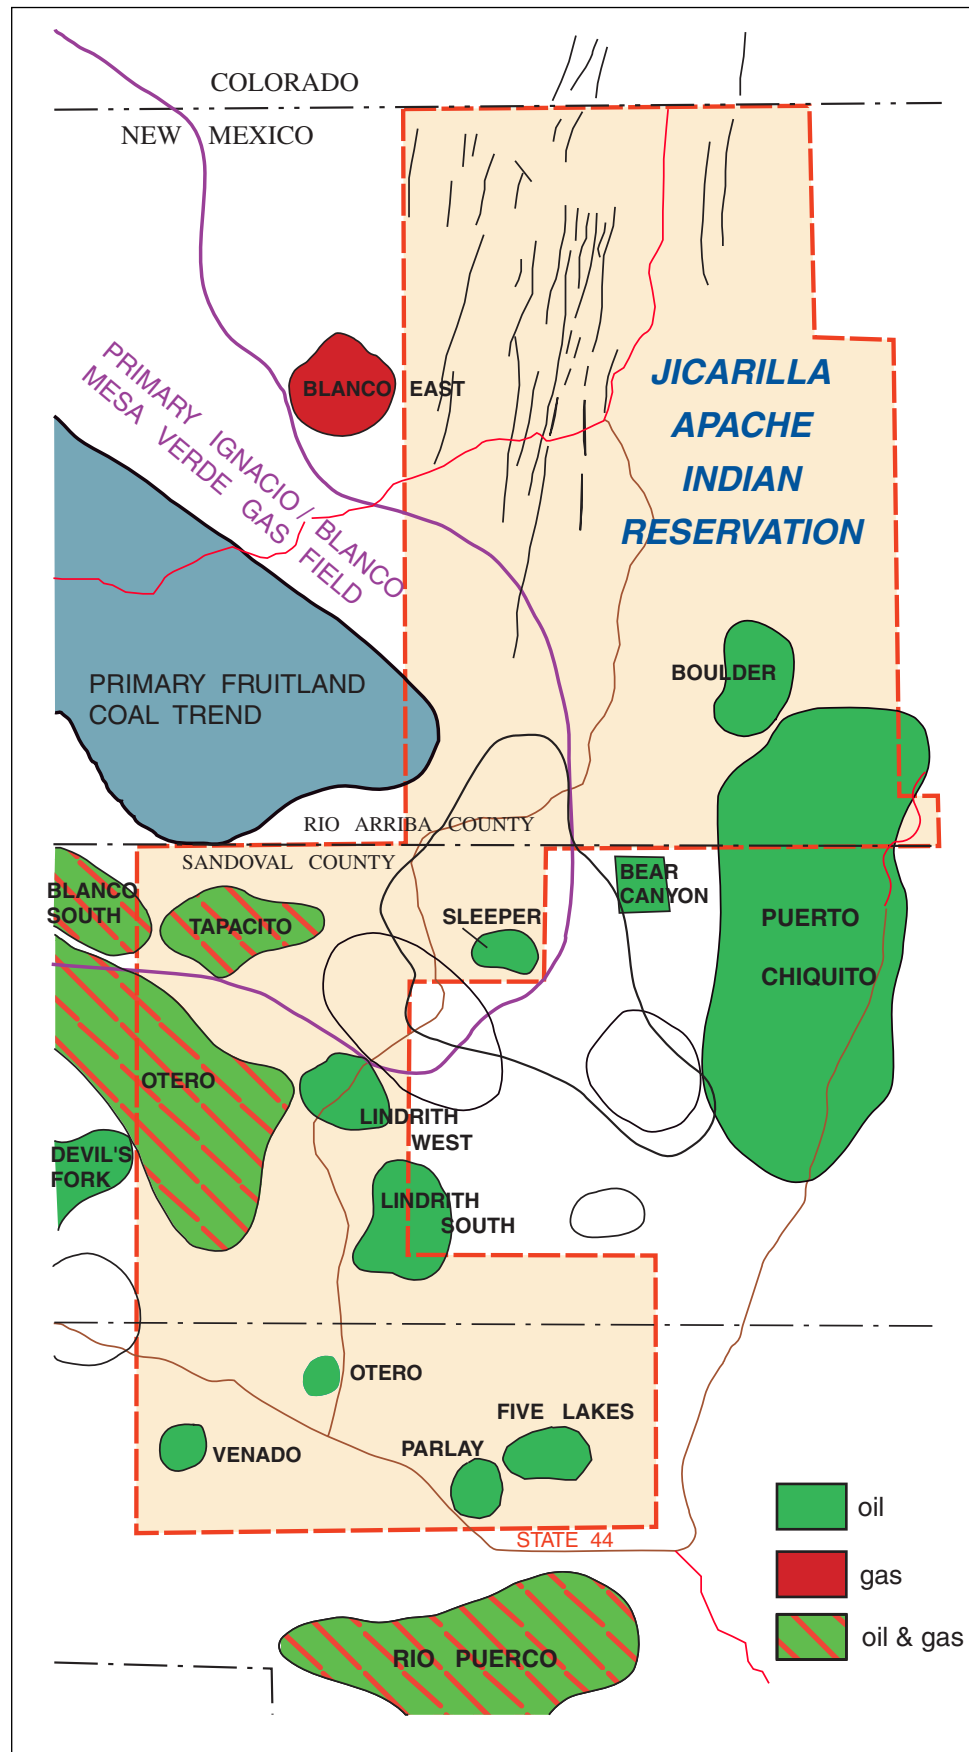 COLORADO
NEW MEXICO
BLANCO EAST
JICARILLA
APACHE
INDIAN
RESERVATION
PRIMARY IGNACIO / BLANCO
MESA VERDE GAS FIELD
PRIMARY FRUITLAND
COAL TREND
BOULDER
RIO ARRIBA COUNTY
SANDOVAL COUNTY
BLANCO
SOUTH
TAPACITO
SLEEPER
BEAR
CANYON
PUERTO
CHIQUITO
OTERO
LINDRITH
WEST
DEVIL'S
FORK
LINDRITH
SOUTH
OTERO
FIVE LAKES
VENADO
PARLAY
STATE 44
RIO PUERCO
oil
gas
oil & gas